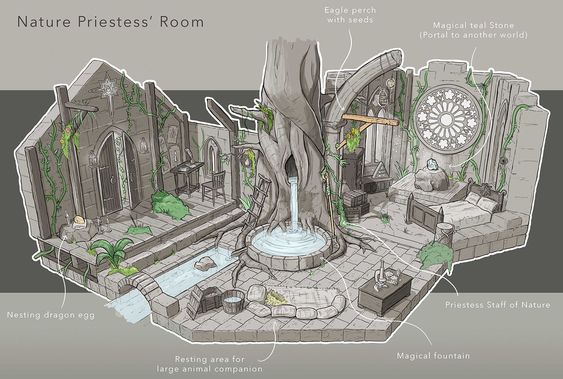 Nature Priestess' Room
Eagle perch
with seeds
Magical teal Stone
(Portal to another world)
Nesting dragon egg
Resting area for
large animal companion
Magical fountain
Priestess Staff of Nature